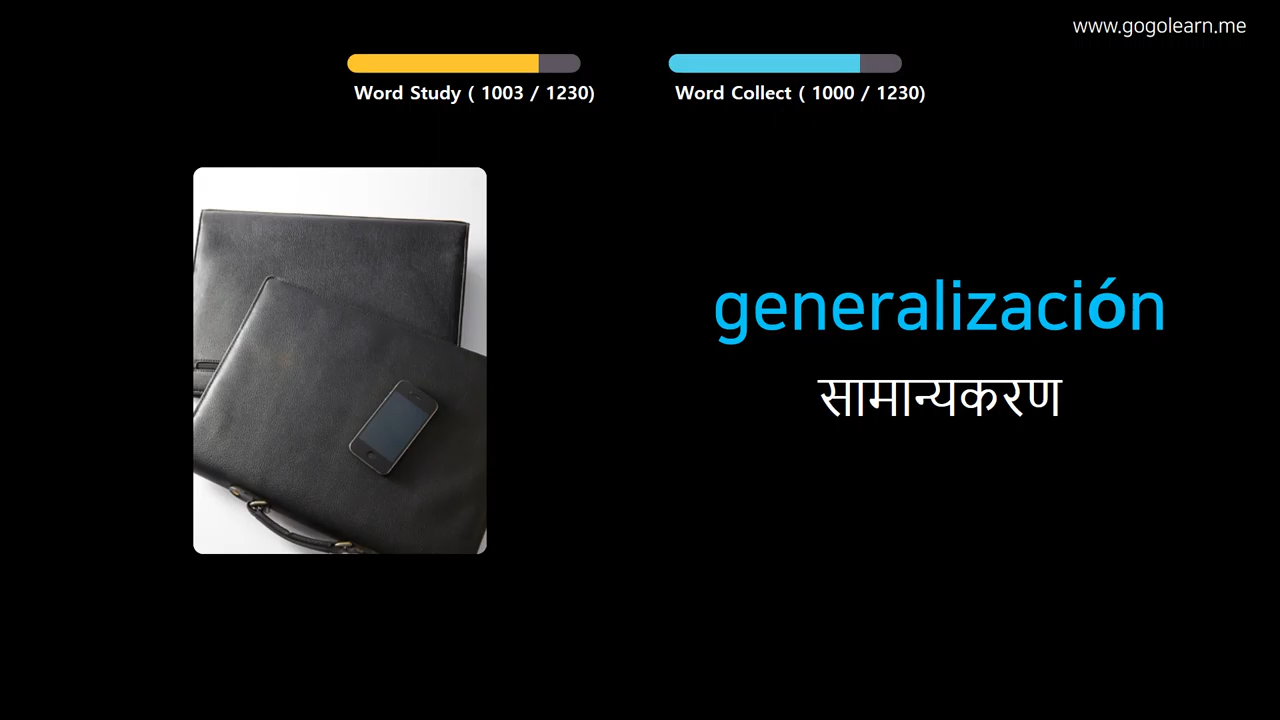 www.gogolearn.me
Word Study ( 1003 / 1230)
Word Collect ( 1000 / 1230)
generalización
सामान्यकरण